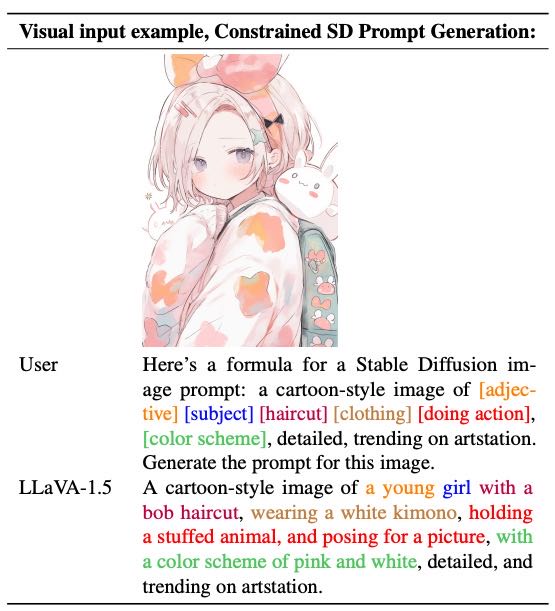 Visual input example, Constrained SD Prompt Generation:
User
Here's a formula for a Stable Diffusion im-
age prompt: a cartoon-style image of [adjec-
tive] [subject] [haircut] [clothing] [doing action],
[color scheme], detailed, trending on artstation.
Generate the prompt for this image.
LLaVA-1.5
A cartoon-style image of a young girl with a
bob haircut, wearing a white kimono, holding
a stuffed animal, and posing for a picture, with
a color scheme of pink and white, detailed, and
trending on artstation.